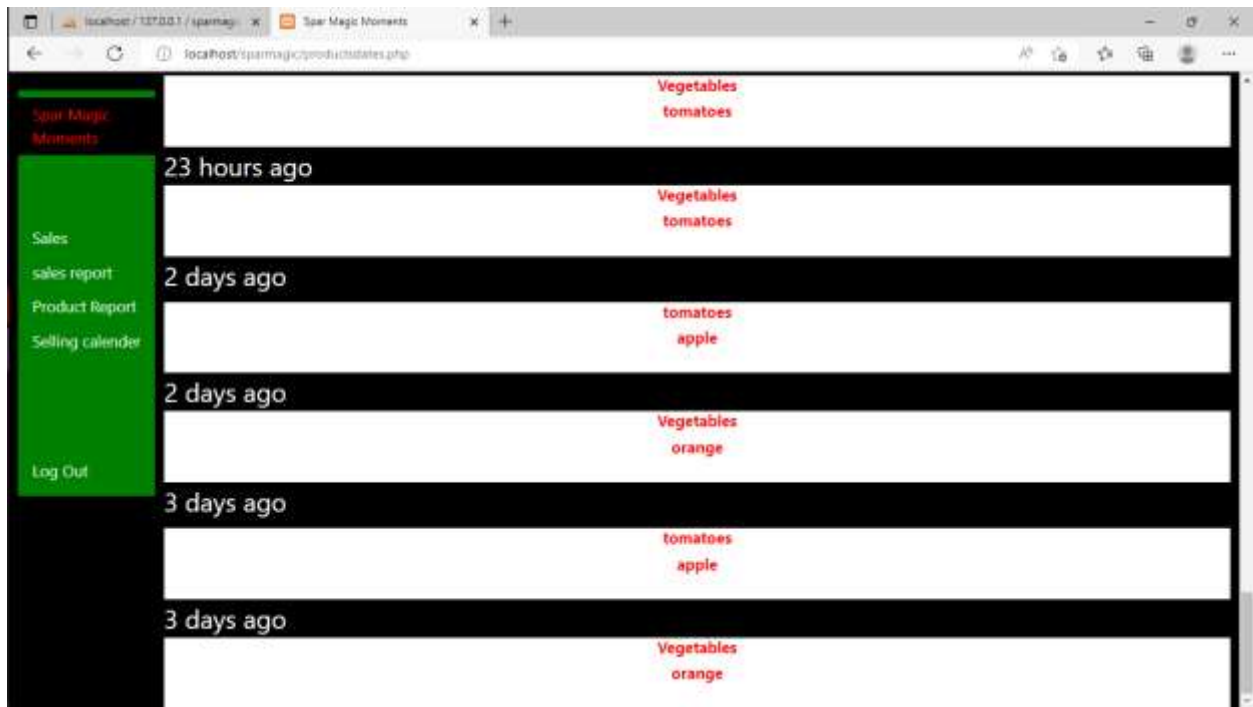 localhost / 127.0.0.1 / sparmagic
Spar Magic Moments
localhost/sparmagic/productsdates.php
Spar Magic
Moments
Sales
sales report
Product Report
Selling calender
Log Out
Vegetables
tomatoes
23 hours ago
Vegetables
tomatoes
2 days ago
tomatoes
apple
2 days ago
Vegetables
orange
3 days ago
tomatoes
apple
3 days ago
Vegetables
orange